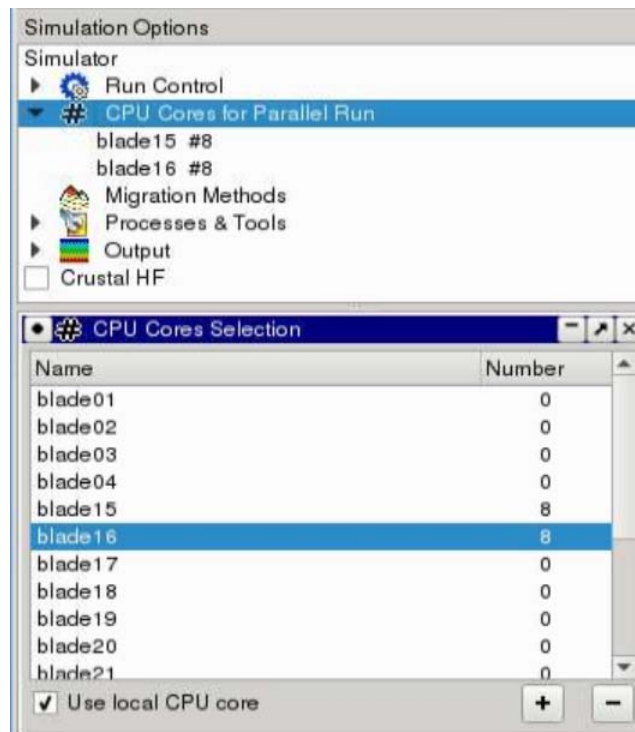 Simulation Options
Simulator
Run Control
# CPU Cores for Parallel Run
blade15 #8
blade16 #8
Migration Methods
Processes & Tools
Output
Crustal HF
# CPU Cores Selection
Name Number
blade01 0
blade02 0
blade03 0
blade04 0
blade15 8
blade16 8
blade17 0
blade18 0
blade19 0
blade20 0
blade21 0
Use local CPU core + −